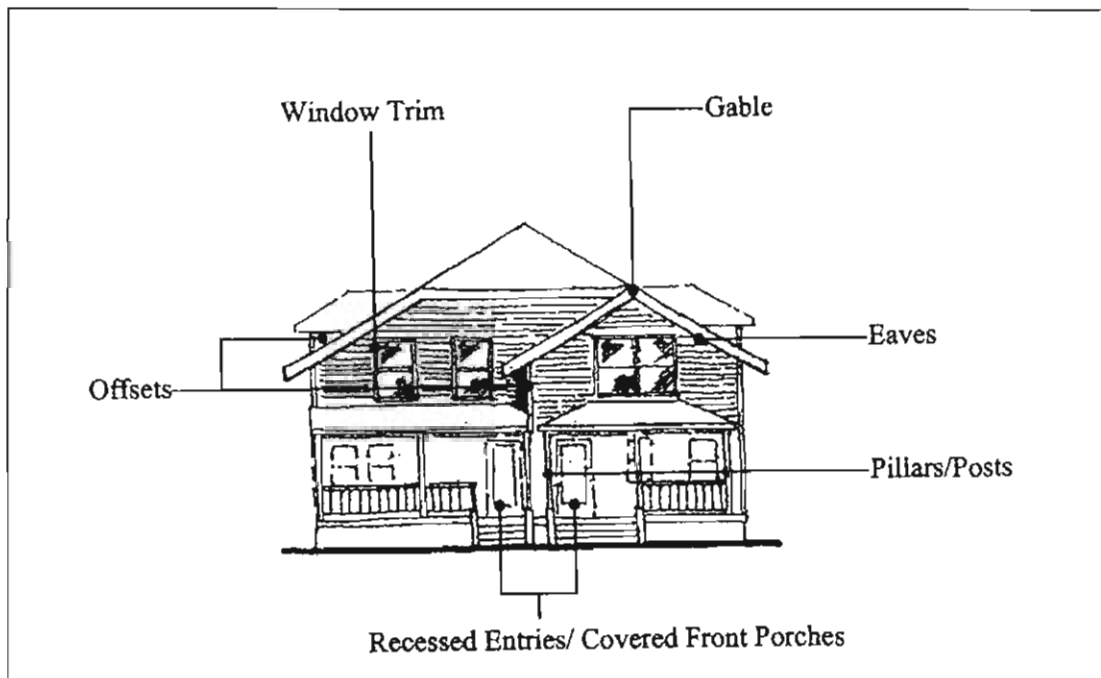 Window Trim
Gable
Eaves
Offsets
Pillars/Posts
Recessed Entries/ Covered Front Porches